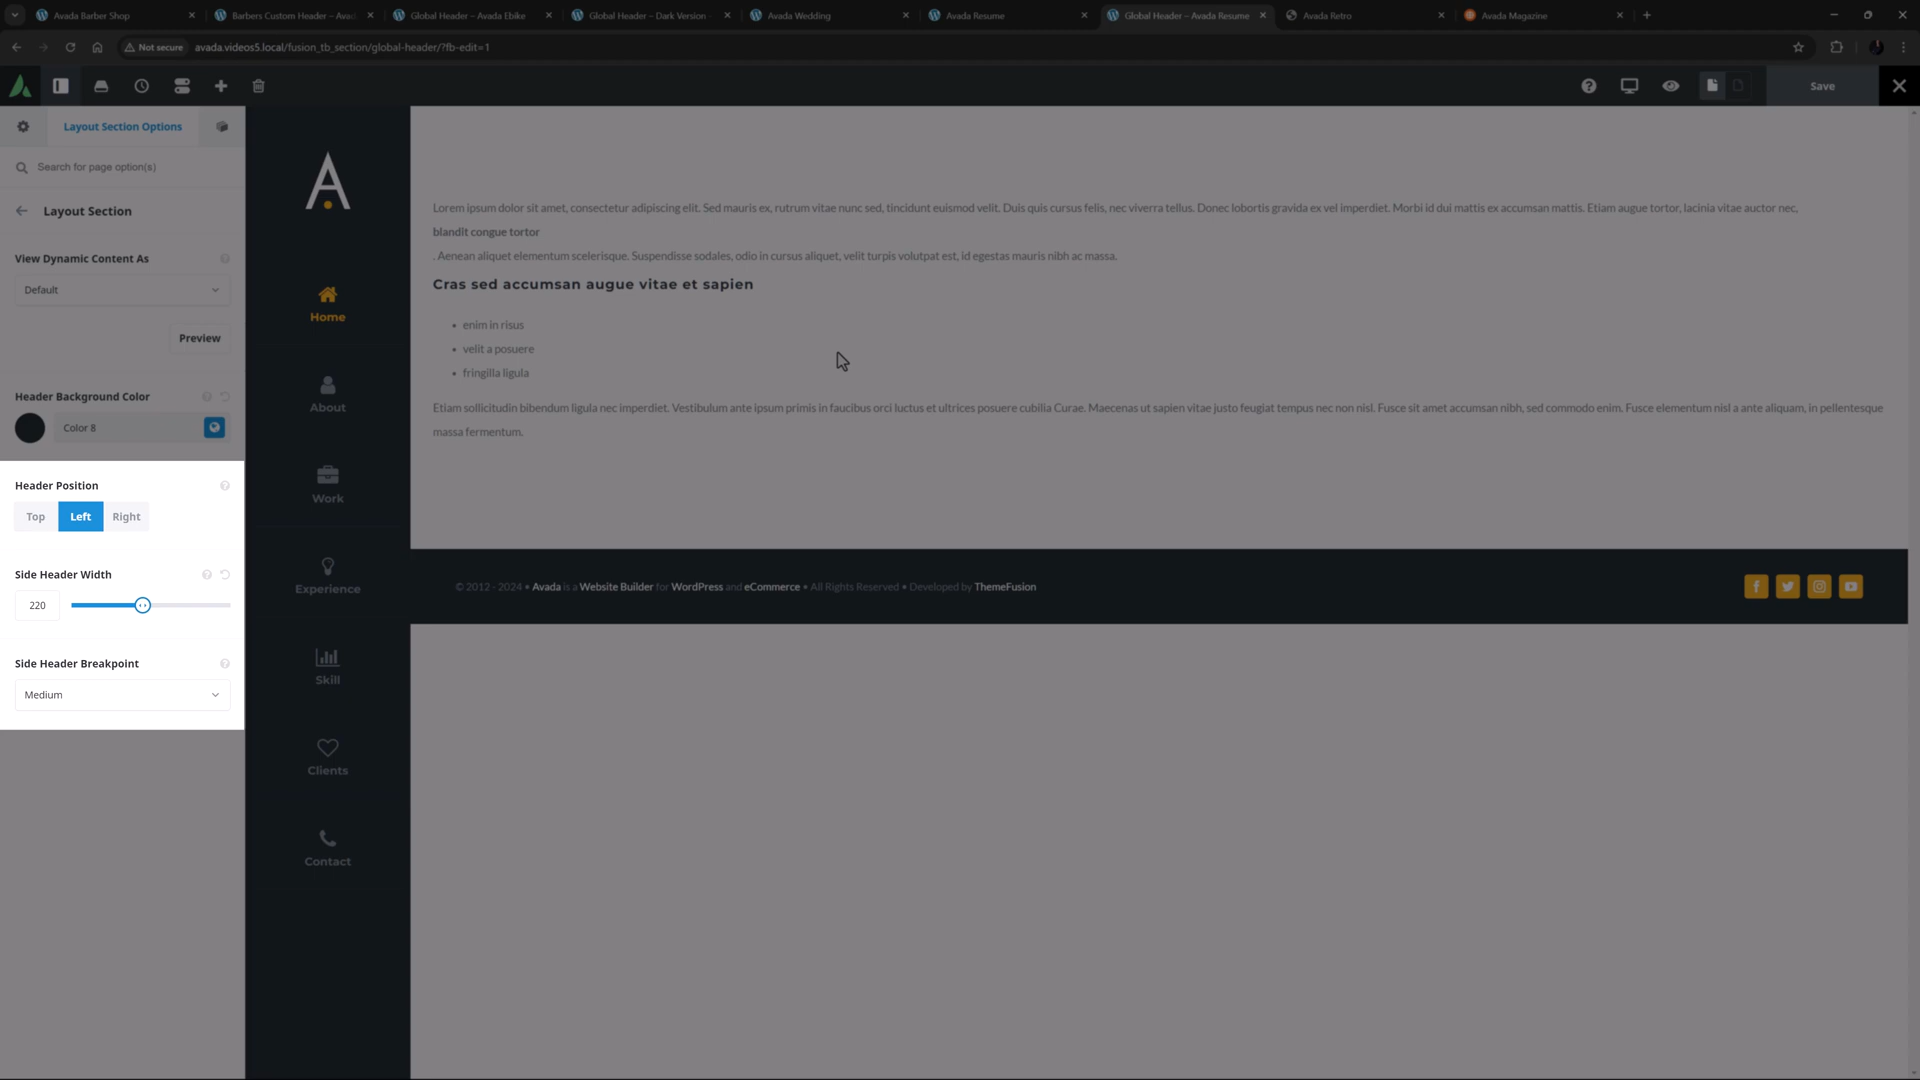 Avada Barber Shop
Barbers Custom Header – Avad
Global Header – Avada Ebike
Global Header – Dark Version
Avada Wedding
Avada Resume
Global Header – Avada Resume
Avada Retro
Avada Magazine
Not secure
avada.videos5.local/fusion_tb_section/global-header/?fb-edit=1
Save
Layout Section Options
Search for page option(s)
Layout Section
View Dynamic Content As
Default
Preview
Header Background Color
Color 8
Header Position
Top Left Right
Side Header Width
220
Side Header Breakpoint
Medium
A
Home
About
Work
Experience
Skill
Clients
Contact
Lorem ipsum dolor sit amet, consectetur adipiscing elit. Sed mauris ex, rutrum vitae nunc sed, tincidunt euismod velit. Duis quis cursus felis, nec viverra tellus. Donec lobortis gravida ex vel imperdiet. Morbi id dui mattis ex accumsan mattis. Etiam augue tortor, lacinia vitae auctor nec,
blandit congue tortor
. Aenean aliquet elementum scelerisque. Suspendisse sodales, odio in cursus aliquet, velit turpis volutpat est, id egestas mauris nibh ac massa.
Cras sed accumsan augue vitae et sapien
• enim in risus
• velit a posuere
• fringilla ligula
Etiam sollicitudin bibendum ligula nec imperdiet. Vestibulum ante ipsum primis in faucibus orci luctus et ultrices posuere cubilia Curae. Maecenas ut sapien vitae justo feugiat tempus nec non nisl. Fusce sit amet accumsan nibh, sed commodo enim. Fusce elementum nisl a ante aliquam, in pellentesque
massa fermentum.
© 2012 - 2024 • Avada is a Website Builder for WordPress and eCommerce • All Rights Reserved • Developed by ThemeFusion